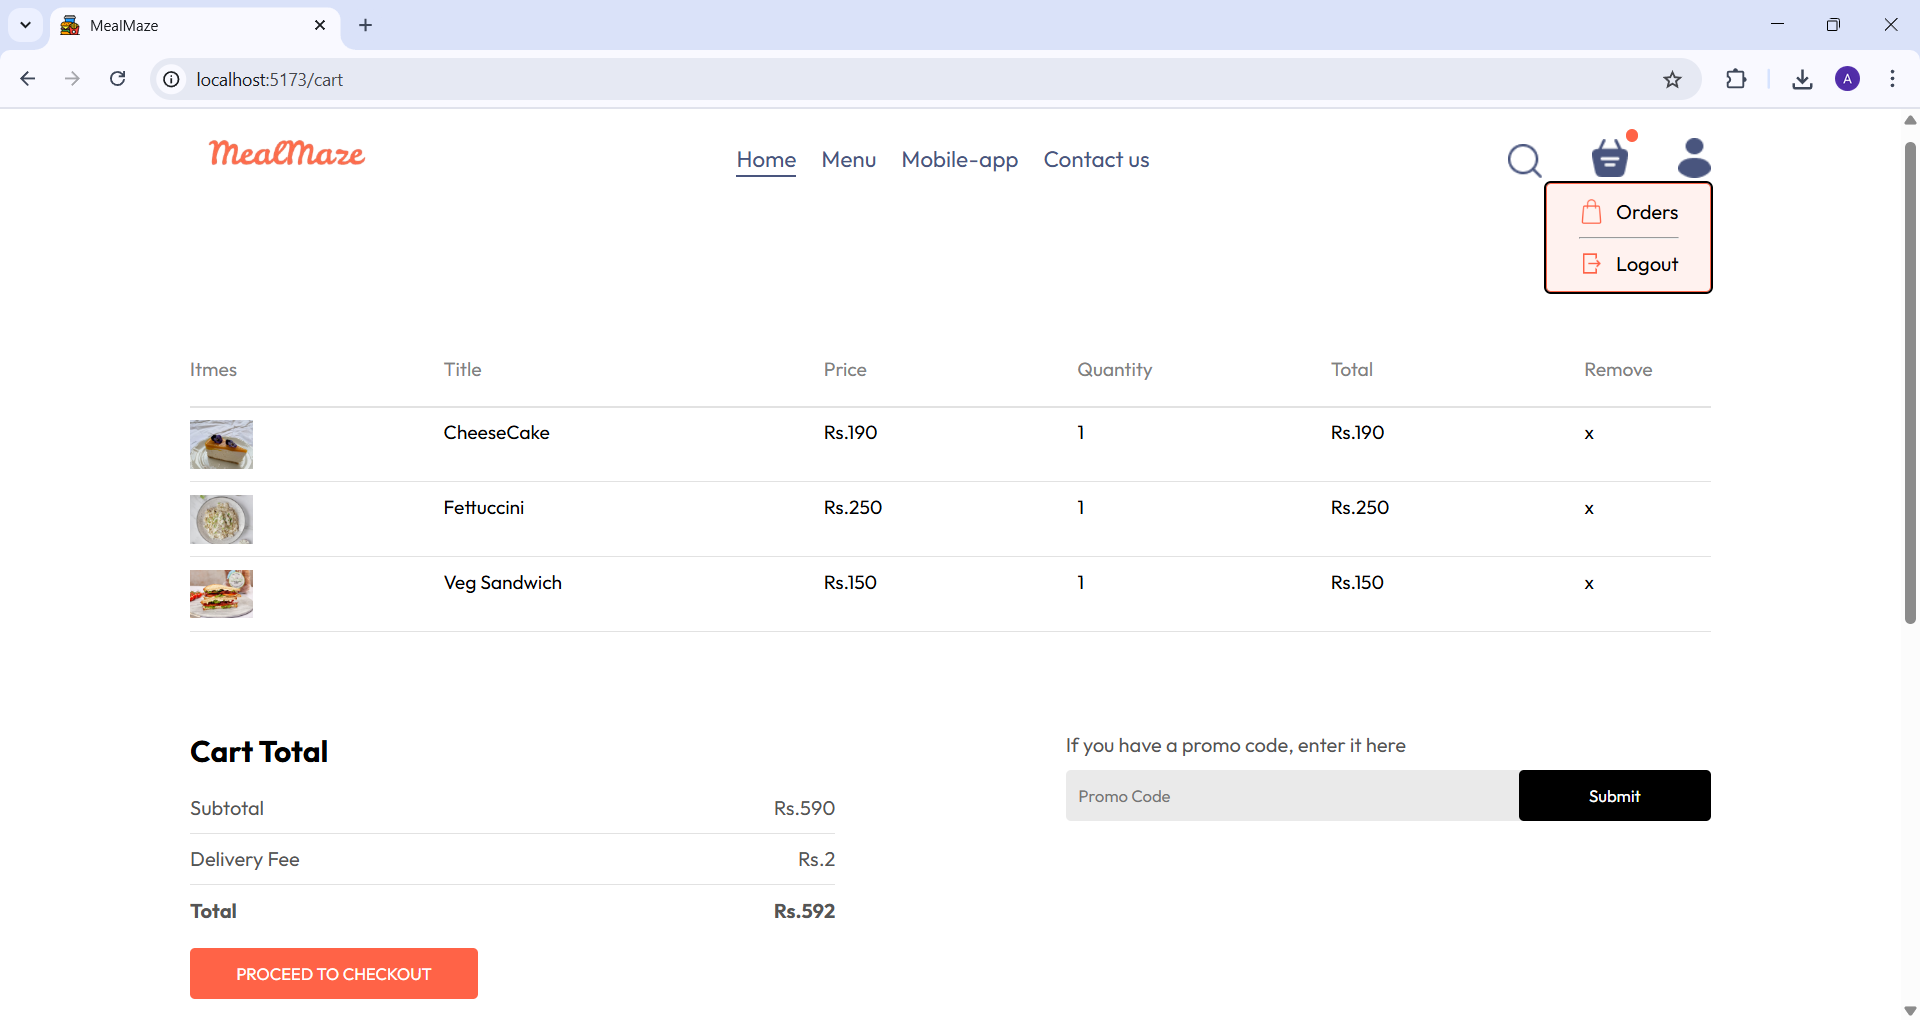 MealMaze
localhost:5173/cart
A
MealMaze
Home Menu Mobile-app Contact us
Orders
Logout
Itmes Title Price Quantity Total Remove
CheeseCake Rs.190 1 Rs.190 x
Fettuccini Rs.250 1 Rs.250 x
Veg Sandwich Rs.150 1 Rs.150 x
Cart Total
Subtotal Rs.590
Delivery Fee Rs.2
Total Rs.592
PROCEED TO CHECKOUT
If you have a promo code, enter it here
Promo Code Submit